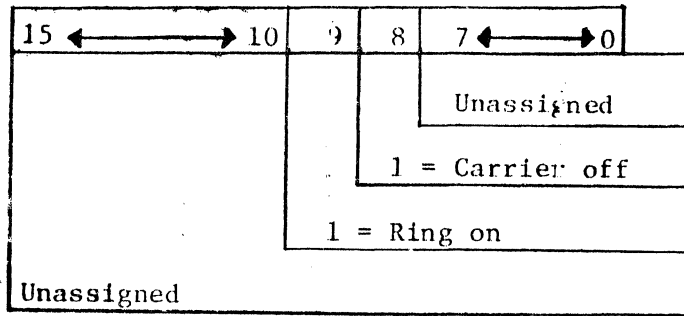 15 ◄──► 10 9 8 7 ◄──► 0
Unassigned
1 = Carrier off
1 = Ring on
Unassigned